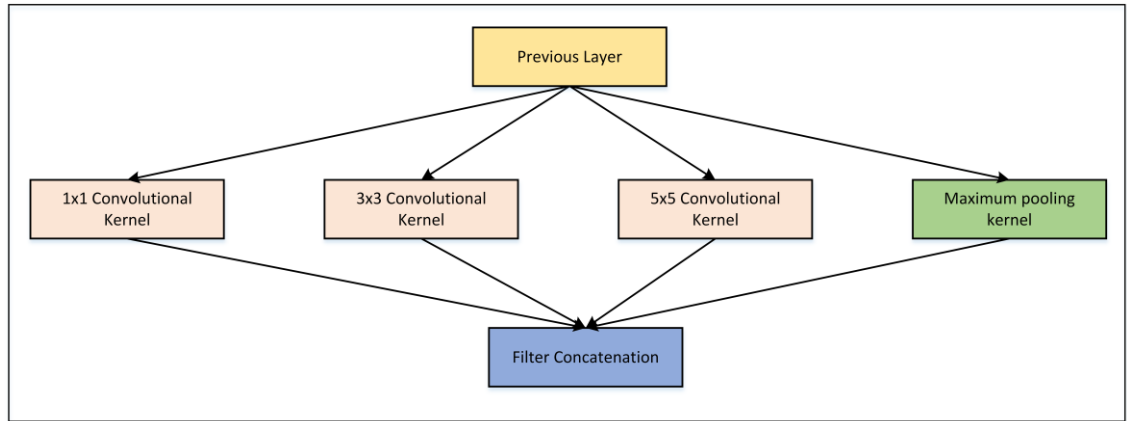 Previous Layer
1x1 Convolutional
Kernel
3x3 Convolutional
Kernel
5x5 Convolutional
Kernel
Maximum pooling
kernel
Filter Concatenation